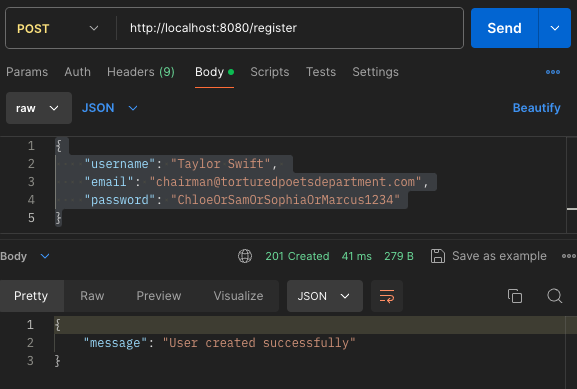 POST http://localhost:8080/register Send
Params Auth Headers (9) Body Scripts Tests Settings
raw JSON Beautify
1 {
2 "username": "Taylor Swift",
3 "email": "chairman@torturedpoetsdepartment.com",
4 "password": "ChloeOrSamOrSophiaOrMarcus1234"
5 }
Body 201 Created 41 ms 279 B Save as example
Pretty Raw Preview Visualize JSON
1 {
2 "message": "User created successfully"
3 }